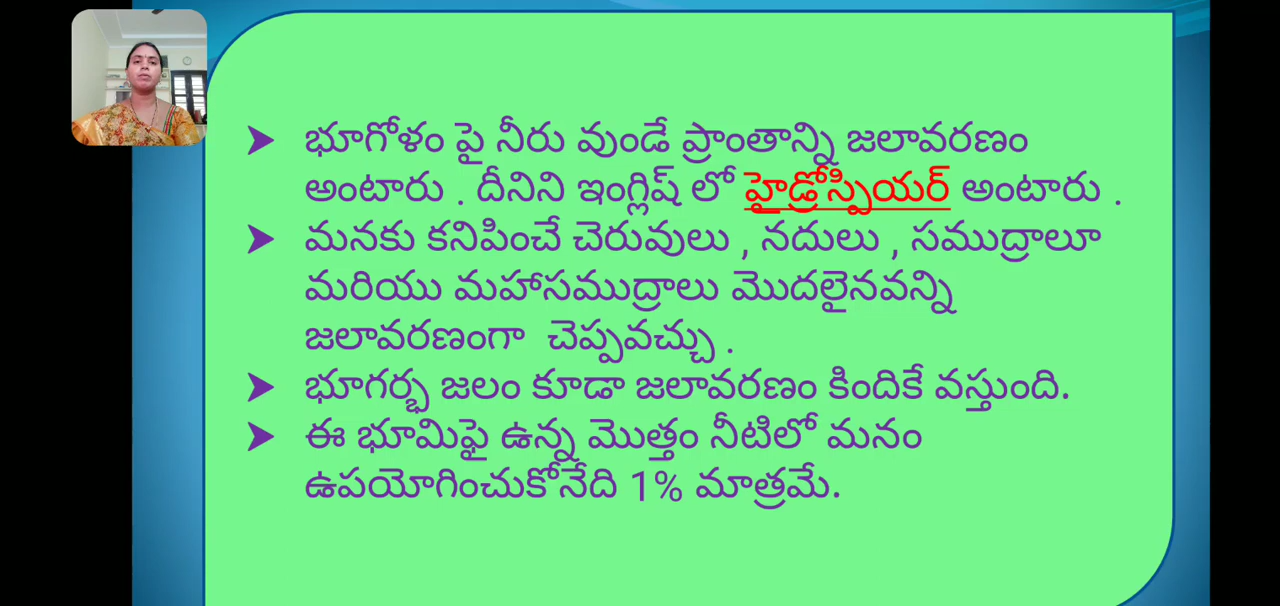 భూగోళం పై నీరు వుండే ప్రాంతాన్ని జలావరణం
అంటారు . దీనిని ఇంగ్లిష్ లో హైడ్రోస్పియర్ అంటారు .
మనకు కనిపించే చెరువులు , నదులు , సముద్రాలూ
మరియు మహాసముద్రాలు మొదలైనవన్ని
జలావరణంగా చెప్పవచ్చు .
భూగర్భ జలం కూడా జలావరణం కిందికే వస్తుంది.
ఈ భూమిఫై ఉన్న మొత్తం నీటిలో మనం
ఉపయోగించుకోనేది 1% మాత్రమే.